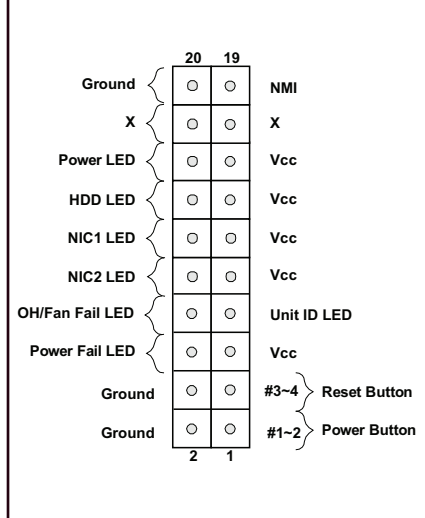 20 19
Ground NMI
X X
Power LED Vcc
HDD LED Vcc
NIC1 LED Vcc
NIC2 LED Vcc
OH/Fan Fail LED Unit ID LED
Power Fail LED Vcc
Ground #3~4 Reset Button
Ground #1~2 Power Button
2 1